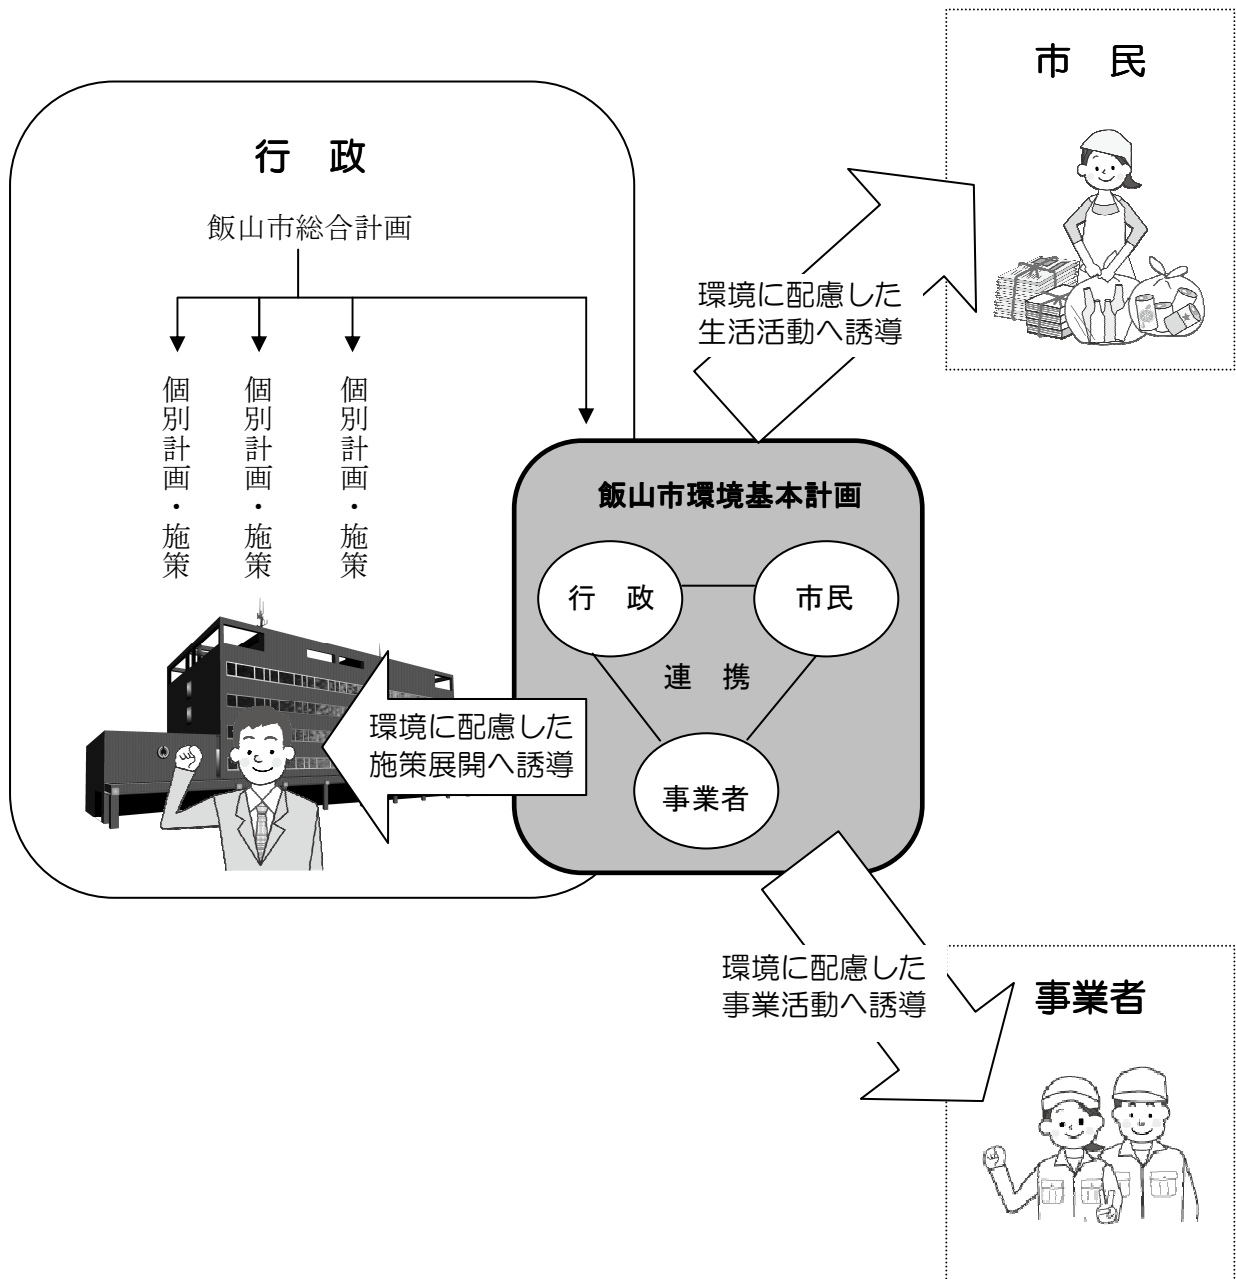 市　民
行　政
飯山市総合計画
環境に配慮した
生活活動へ誘導
個別計画・施策
個別計画・施策
個別計画・施策
飯山市環境基本計画
行　政
市民
連　携
事業者
環境に配慮した
施策展開へ誘導
環境に配慮した
事業活動へ誘導
事業者